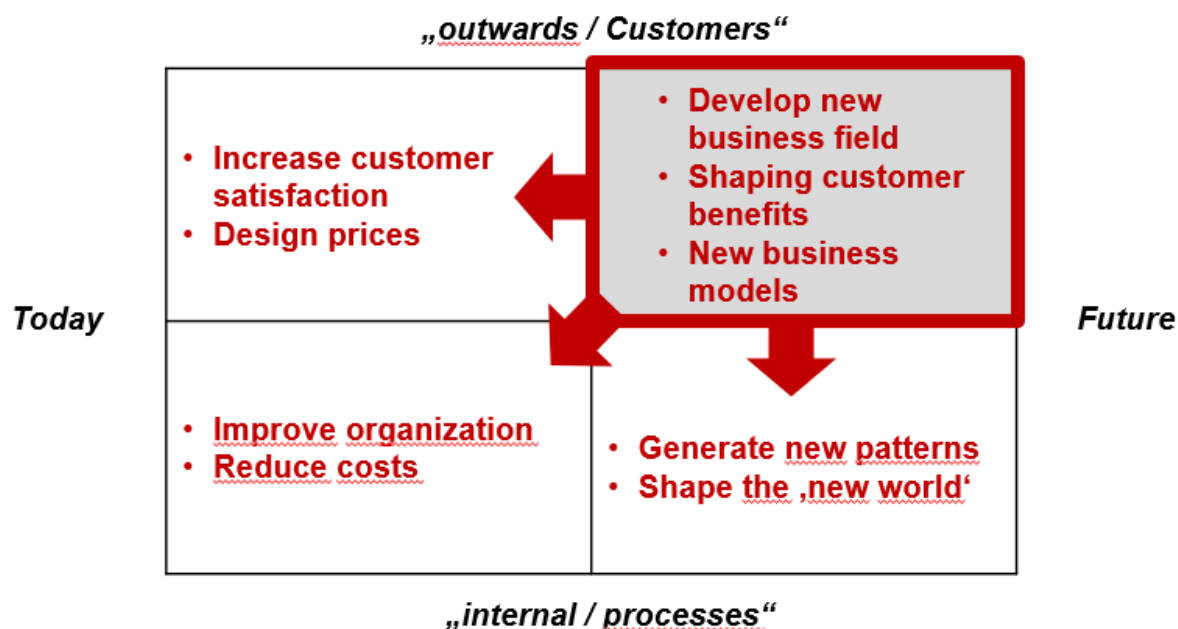 „outwards / Customers“
• Increase customer
satisfaction
• Design prices
• Develop new
business field
• Shaping customer
benefits
• New business
models
Today
Future
• Improve organization
• Reduce costs
• Generate new patterns
• Shape the ‚new world‘
„internal / processes“